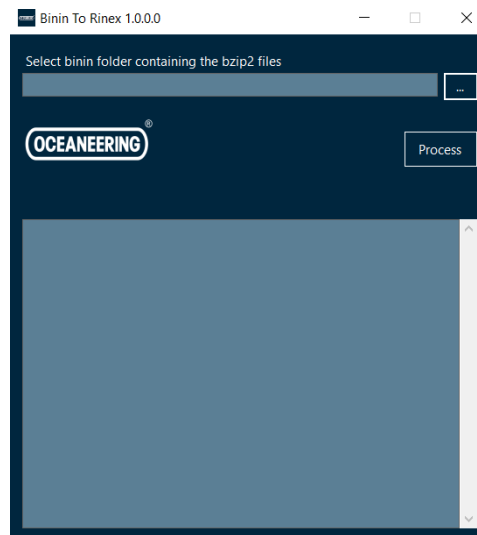 Binin To Rinex 1.0.0.0
Select binin folder containing the bzip2 files
...
OCEANEERING®
Process